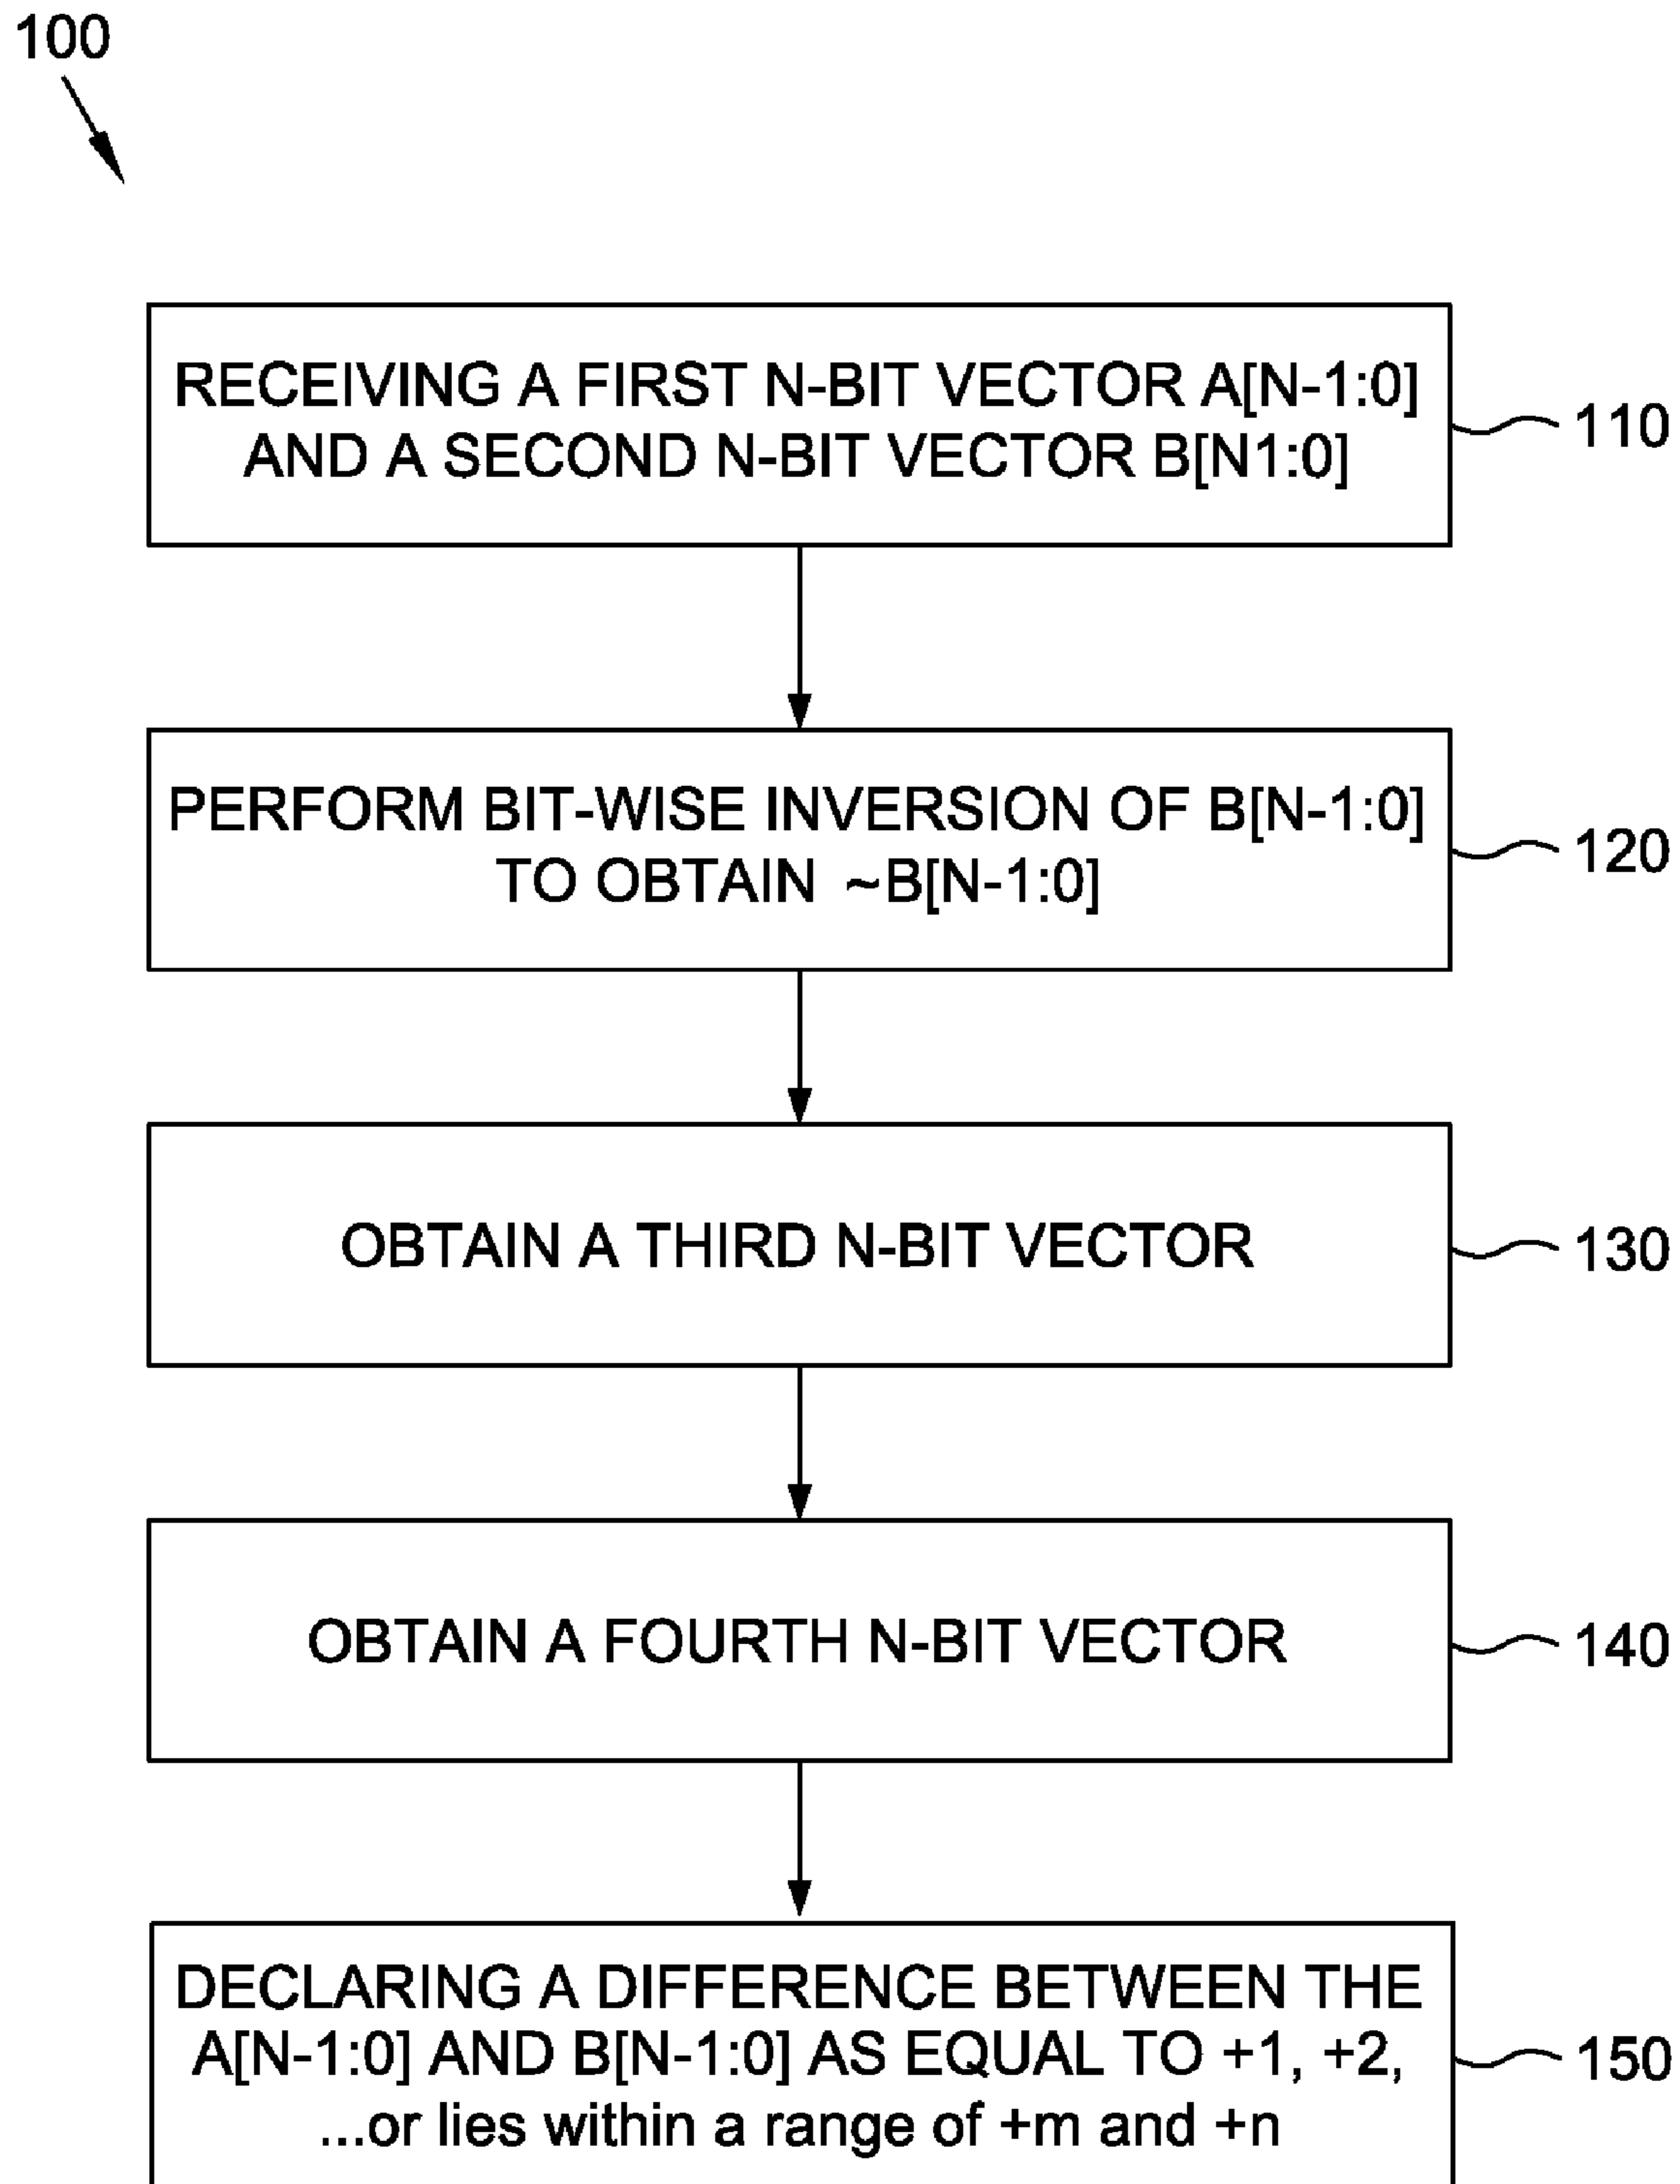 100
RECEIVING A FIRST N-BIT VECTOR A[N-1:0]
AND A SECOND N-BIT VECTOR B[N1:0]
110
PERFORM BIT-WISE INVERSION OF B[N-1:0]
TO OBTAIN ~B[N-1:0]
120
OBTAIN A THIRD N-BIT VECTOR
130
OBTAIN A FOURTH N-BIT VECTOR
140
DECLARING A DIFFERENCE BETWEEN THE
A[N-1:0] AND B[N-1:0] AS EQUAL TO +1, +2,
...or lies within a range of +m and +n
150